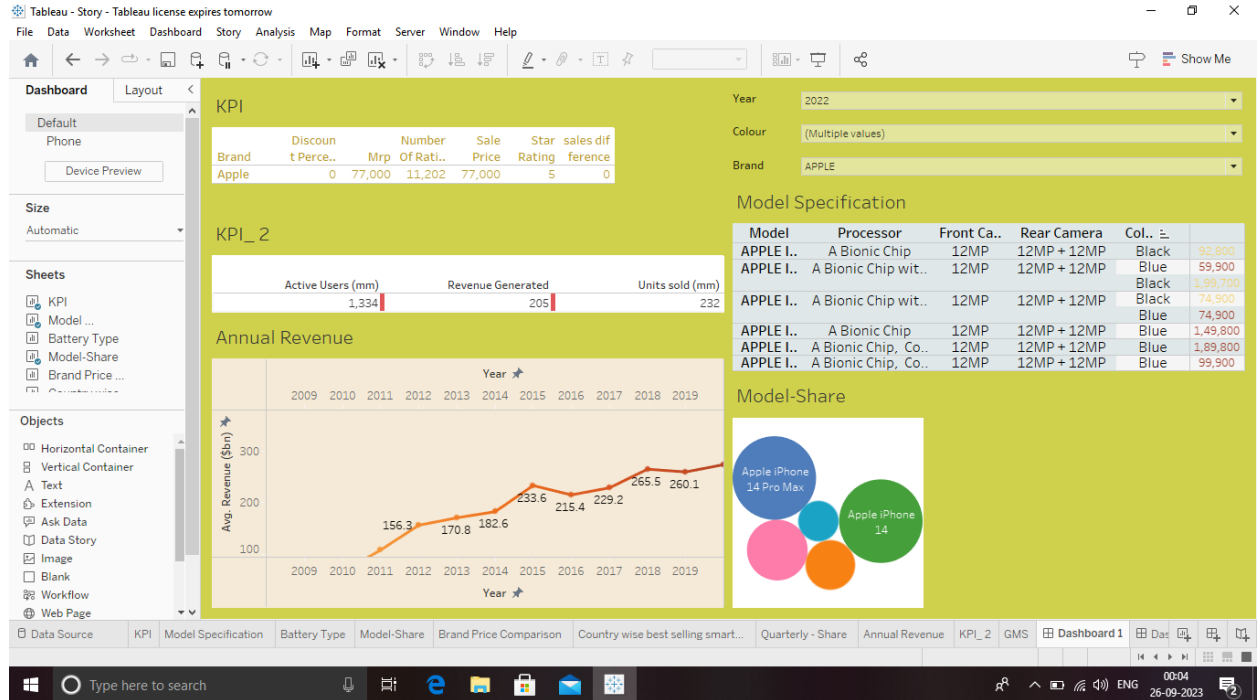 Tableau - Story - Tableau license expires tomorrow
File Data Worksheet Dashboard Story Analysis Map Format Server Window Help
Show Me
Dashboard Layout
Default
Phone
Device Preview
Size
Automatic
Sheets
KPI
Model ...
Battery Type
Model-Share
Brand Price ...
Objects
Horizontal Container
Vertical Container
Text
Extension
Ask Data
Data Story
Image
Blank
Workflow
Web Page
KPI
Discoun Number Sale Star sales dif
Brand t Perce.. Mrp Of Rati.. Price Rating ference
Apple 0 77,000 11,202 77,000 5 0
KPI_ 2
Active Users (mm) Revenue Generated Units sold (mm)
1,334 205 232
Annual Revenue
Year
2009 2010 2011 2012 2013 2014 2015 2016 2017 2018 2019
Avg. Revenue ($bn)
300
200
100
156.3 170.8 182.6 233.6 215.4 229.2 265.5 260.1
2009 2010 2011 2012 2013 2014 2015 2016 2017 2018 2019
Year
Year 2022
Colour (Multiple values)
Brand APPLE
Model Specification
Model Processor Front Ca.. Rear Camera Col..
APPLE I.. A Bionic Chip 12MP 12MP + 12MP Black 92,800
APPLE I.. A Bionic Chip wit.. 12MP 12MP + 12MP Blue 59,900
Black 1,99,700
APPLE I.. A Bionic Chip wit.. 12MP 12MP + 12MP Black 74,900
Blue 74,900
APPLE I.. A Bionic Chip 12MP 12MP + 12MP Blue 1,49,800
APPLE I.. A Bionic Chip, Co.. 12MP 12MP + 12MP Blue 1,89,800
APPLE I.. A Bionic Chip, Co.. 12MP 12MP + 12MP Blue 99,900
Model-Share
Apple iPhone
14 Pro Max
Apple iPhone
14
Data Source KPI Model Specification Battery Type Model-Share Brand Price Comparison Country wise best selling smart... Quarterly - Share Annual Revenue KPI_ 2 GMS Dashboard 1 Das
Type here to search
ENG
00:04
26-09-2023
2